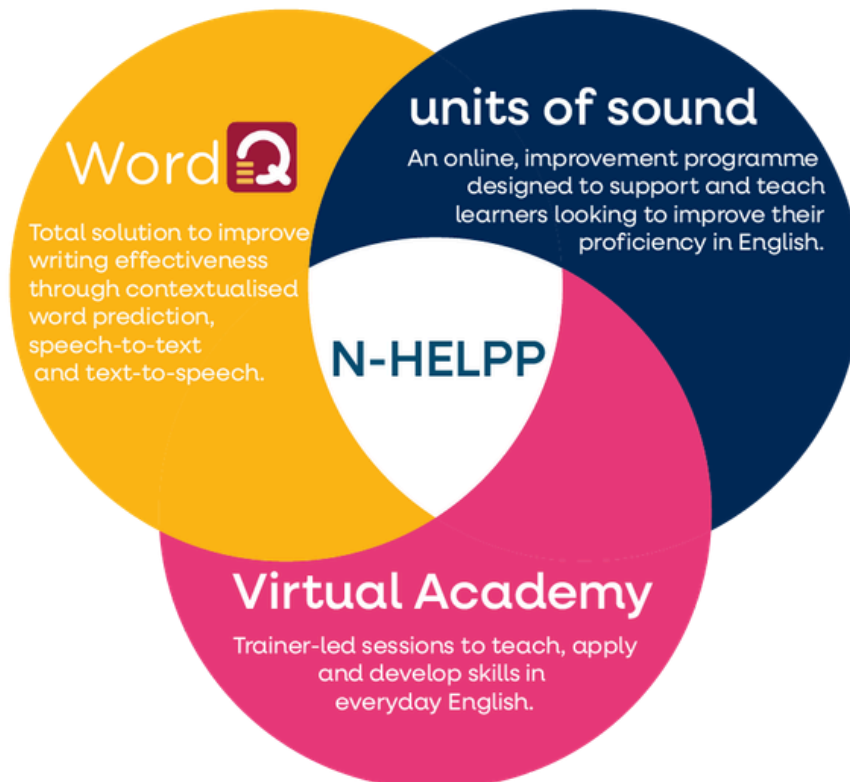 WordQ
Total solution to improve
writing effectiveness
through contextualised
word prediction,
speech-to-text
and text-to-speech.
units of sound
An online, improvement programme
designed to support and teach
learners looking to improve their
proficiency in English.
N-HELPP
Virtual Academy
Trainer-led sessions to teach, apply
and develop skills in
everyday English.